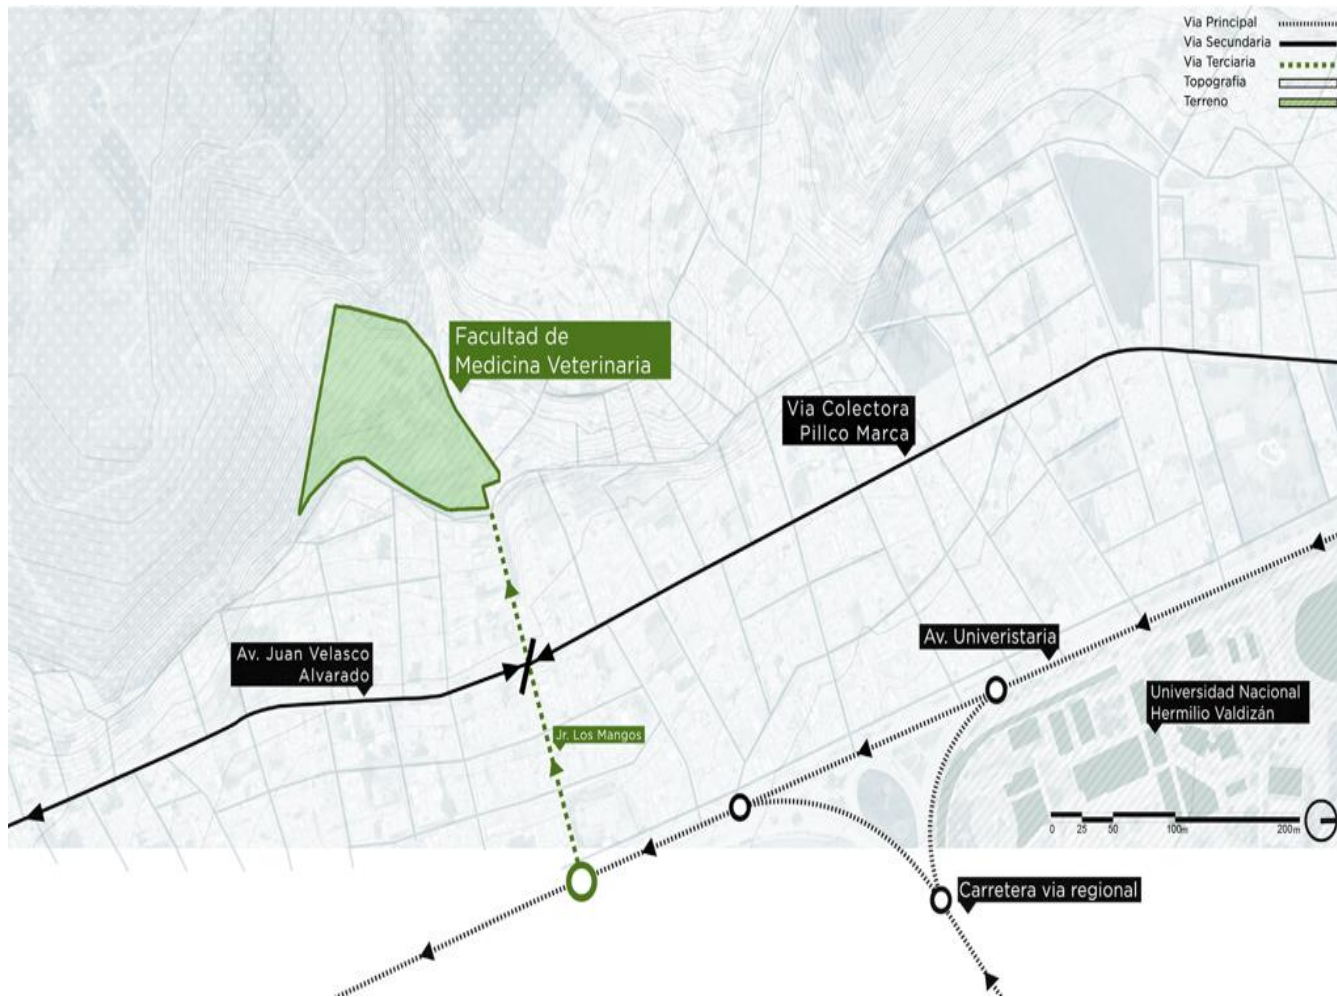 Via Principal
Via Secundaria
Via Terciaria
Topografia
Terreno
Facultad de
Medicina Veterinaria
Via Colectora
Pillco Marca
Av. Univeristaria
Av. Juan Velasco
Alvarado
Universidad Nacional
Hermilio Valdizán
Jr. Los Mangos
0 25 50 100m 200m
Carretera via regional